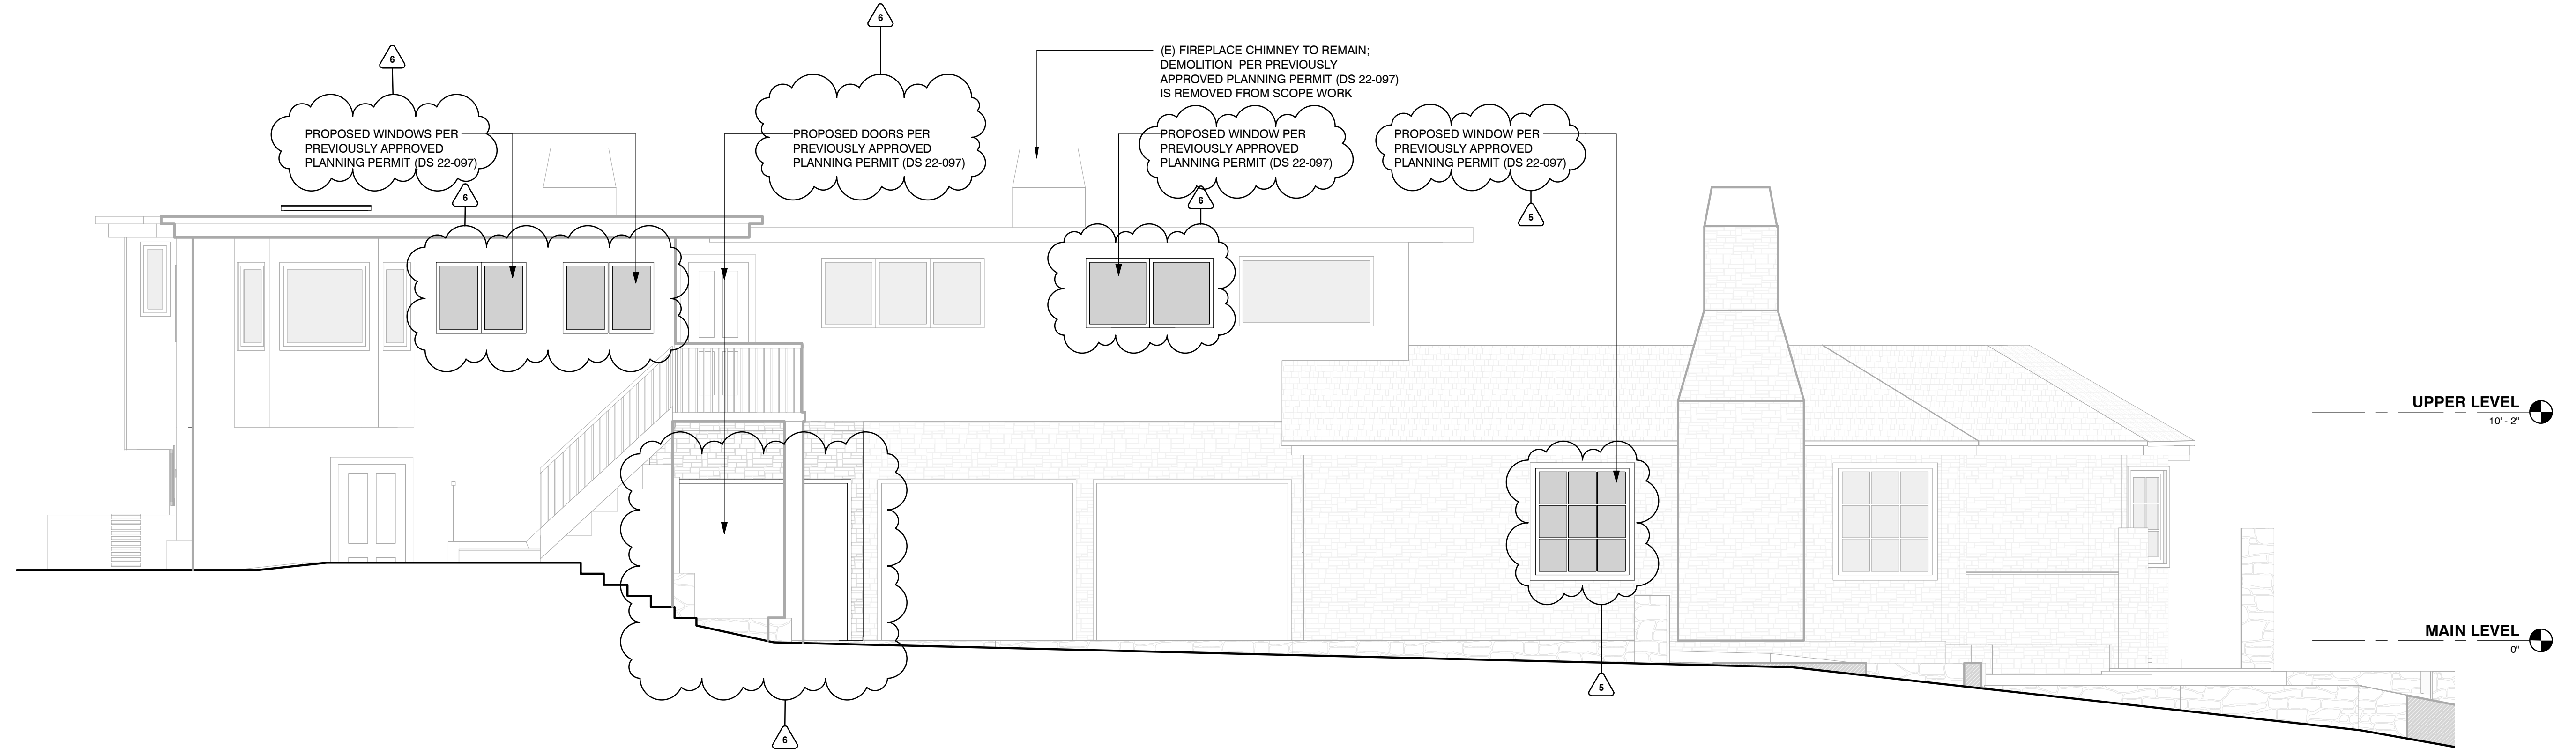 6
6
(E) FIREPLACE CHIMNEY TO REMAIN;
DEMOLITION PER PREVIOUSLY
APPROVED PLANNING PERMIT (DS 22-097)
IS REMOVED FROM SCOPE WORK
PROPOSED WINDOWS PER
PREVIOUSLY APPROVED
PLANNING PERMIT (DS 22-097)
PROPOSED DOORS PER
PREVIOUSLY APPROVED
PLANNING PERMIT (DS 22-097)
PROPOSED WINDOW PER
PREVIOUSLY APPROVED
PLANNING PERMIT (DS 22-097)
PROPOSED WINDOW PER
PREVIOUSLY APPROVED
PLANNING PERMIT (DS 22-097)
6
6
5
UPPER LEVEL
10' - 2"
MAIN LEVEL
0"
5
6